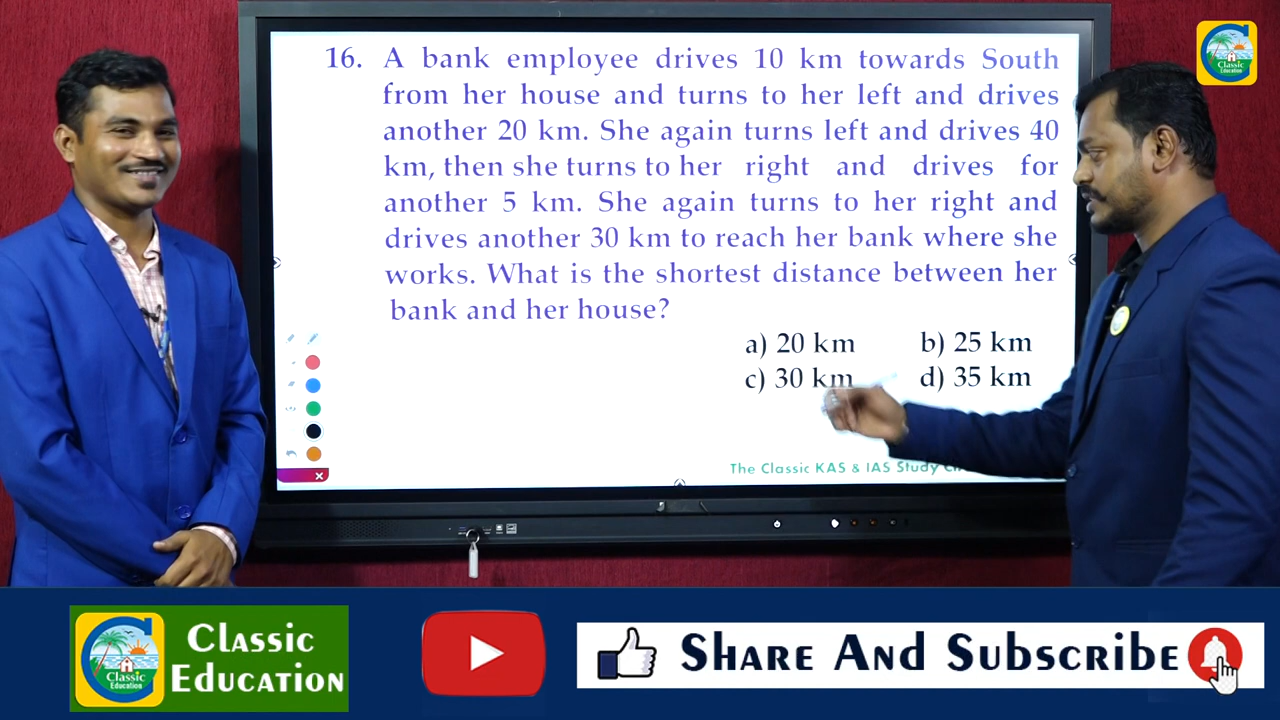 16. A bank employee drives 10 km towards South
from her house and turns to her left and drives
another 20 km. She again turns left and drives 40
km, then she turns to her right and drives for
another 5 km. She again turns to her right and
drives another 30 km to reach her bank where she
works. What is the shortest distance between her
bank and her house?
a) 20 km b) 25 km
c) 30 km d) 35 km
The Classic KAS & IAS Study
Classic
Education
Classic
Education
Classic
Education
Share And Subscribe